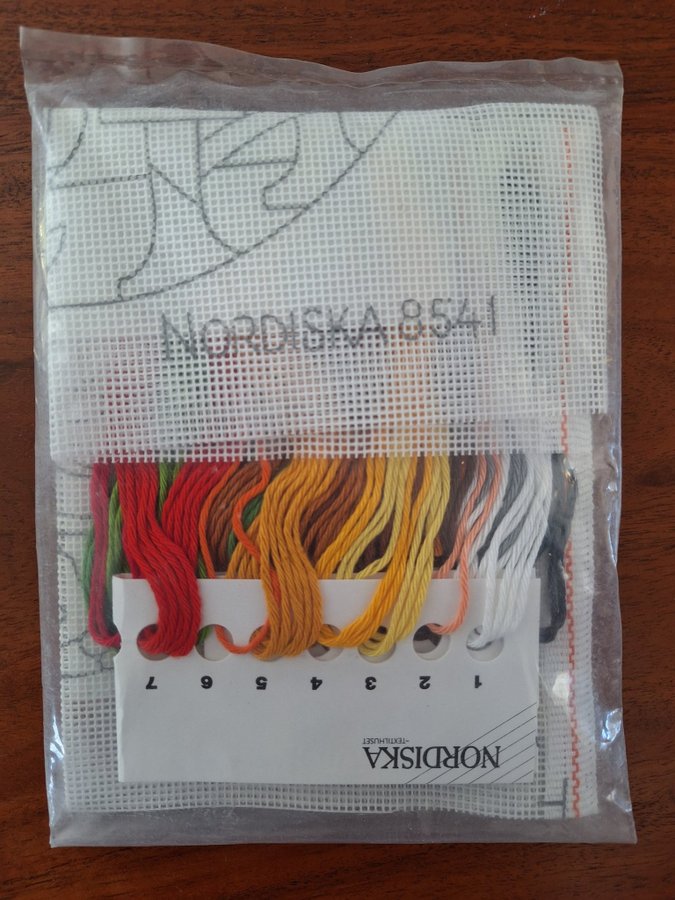 NORDISKA 8541
1 2 3 4 5 6 7
NORDISKA
-TEXTILHUSET